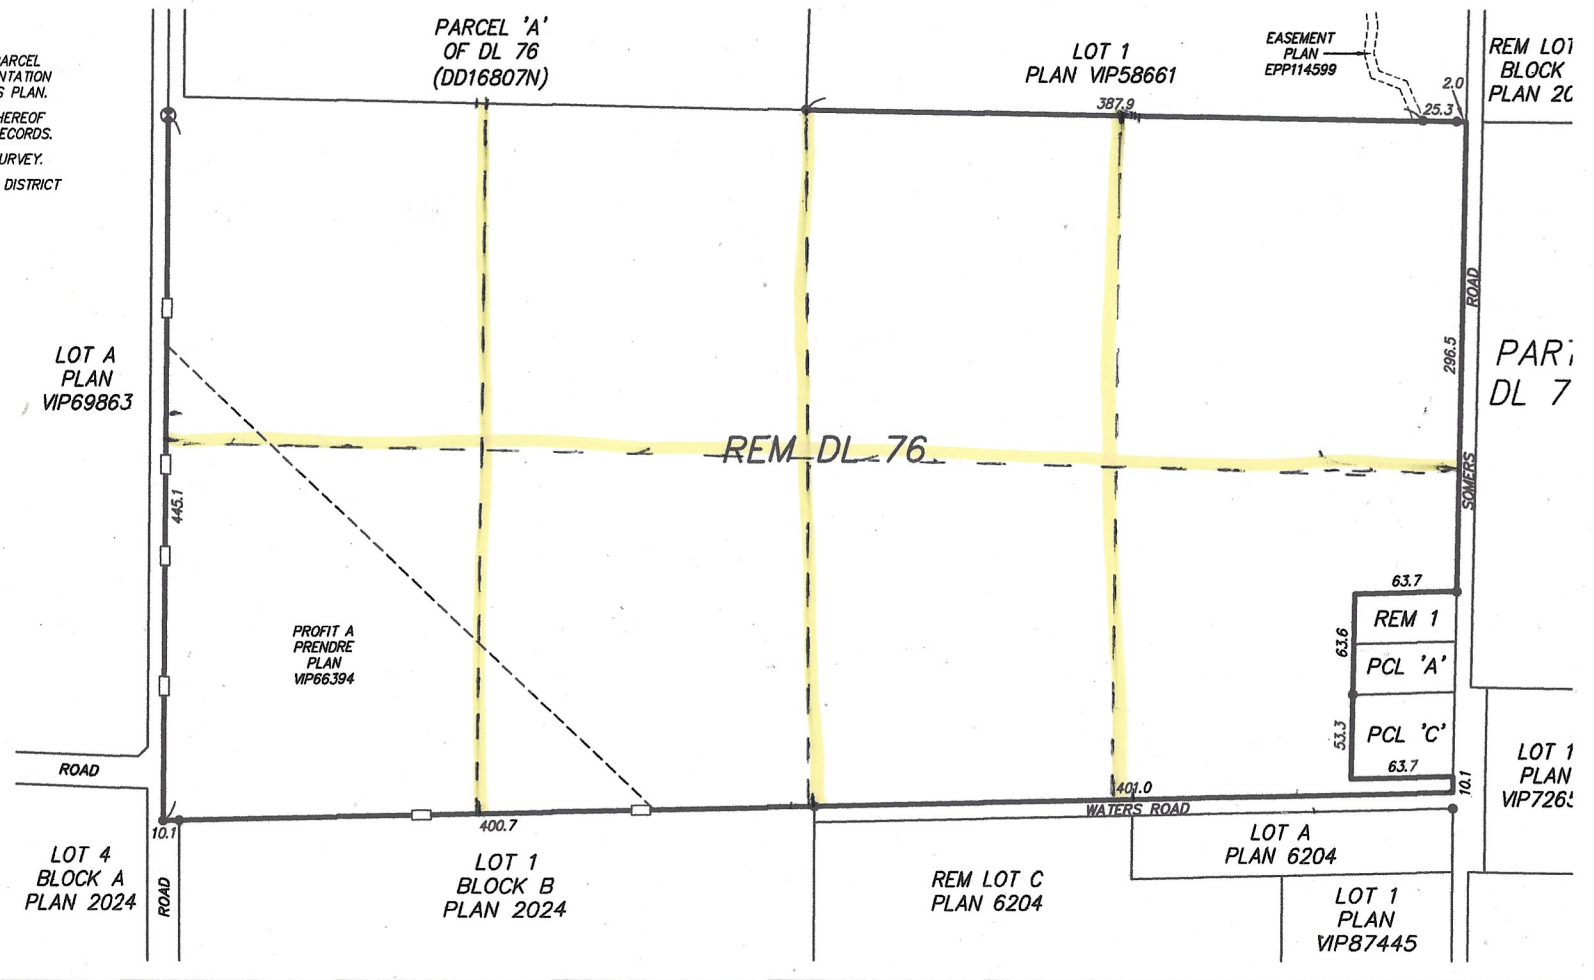 PARCEL 'A'
OF DL 76
(DD16807N)
LOT 1
PLAN VIP58661
EASEMENT
PLAN
EPP114599
REM LOT
BLOCK
PLAN 20
ARCEL
NTATION
S PLAN.
HEREOF
ECORDS.
URVEY.
DISTRICT
387.9
25.3
2.0
ROAD
296.5
LOT A
PLAN
VIP69863
PART
DL 7
REM DL 76
SOMERS
445.1
63.7
REM 1
63.6
PCL 'A'
PROFIT A
PRENDRE
PLAN
VIP66394
53.3
PCL 'C'
63.7
10.1
ROAD
LOT 1
PLAN
VIP7265
401.0
WATERS ROAD
10.1
400.7
LOT 4
BLOCK A
PLAN 2024
ROAD
LOT 1
BLOCK B
PLAN 2024
REM LOT C
PLAN 6204
LOT A
PLAN 6204
LOT 1
PLAN
VIP87445